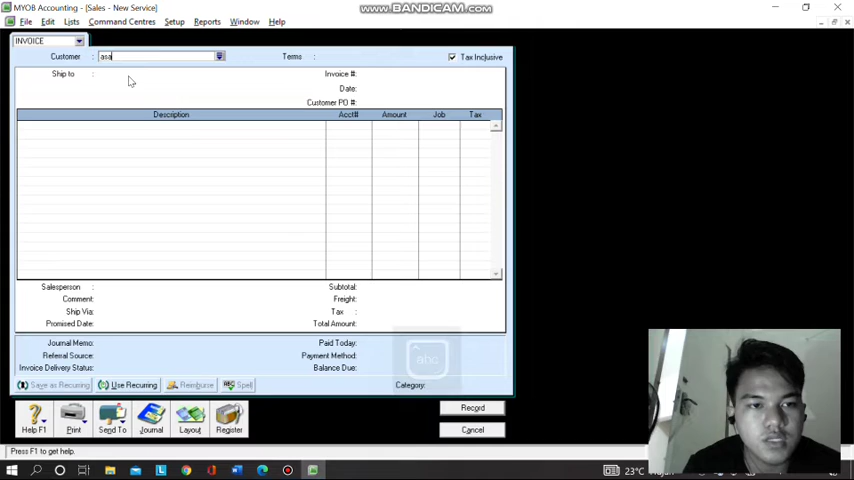 MYOB Accounting - [Sales - New Service]
WWW.BANDICAM.COM
File Edit Lists Command Centres Setup Reports Window Help
INVOICE
Customer : asa Terms : Tax Inclusive
Ship to : Invoice #:
Date:
Customer PO #:
Description Acct# Amount Job Tax
Salesperson : Subtotal:
Comment: Freight:
Ship Via: Tax :
Promised Date: Total Amount:
abc
Journal Memo: Paid Today:
Referral Source: Payment Method:
Invoice Delivery Status: Balance Due:
Save as Recurring Use Recurring Reimburse Spell Category:
Record
Help F1 Print Send To Journal Layout Register Cancel
Press F1 to get help.
23°C